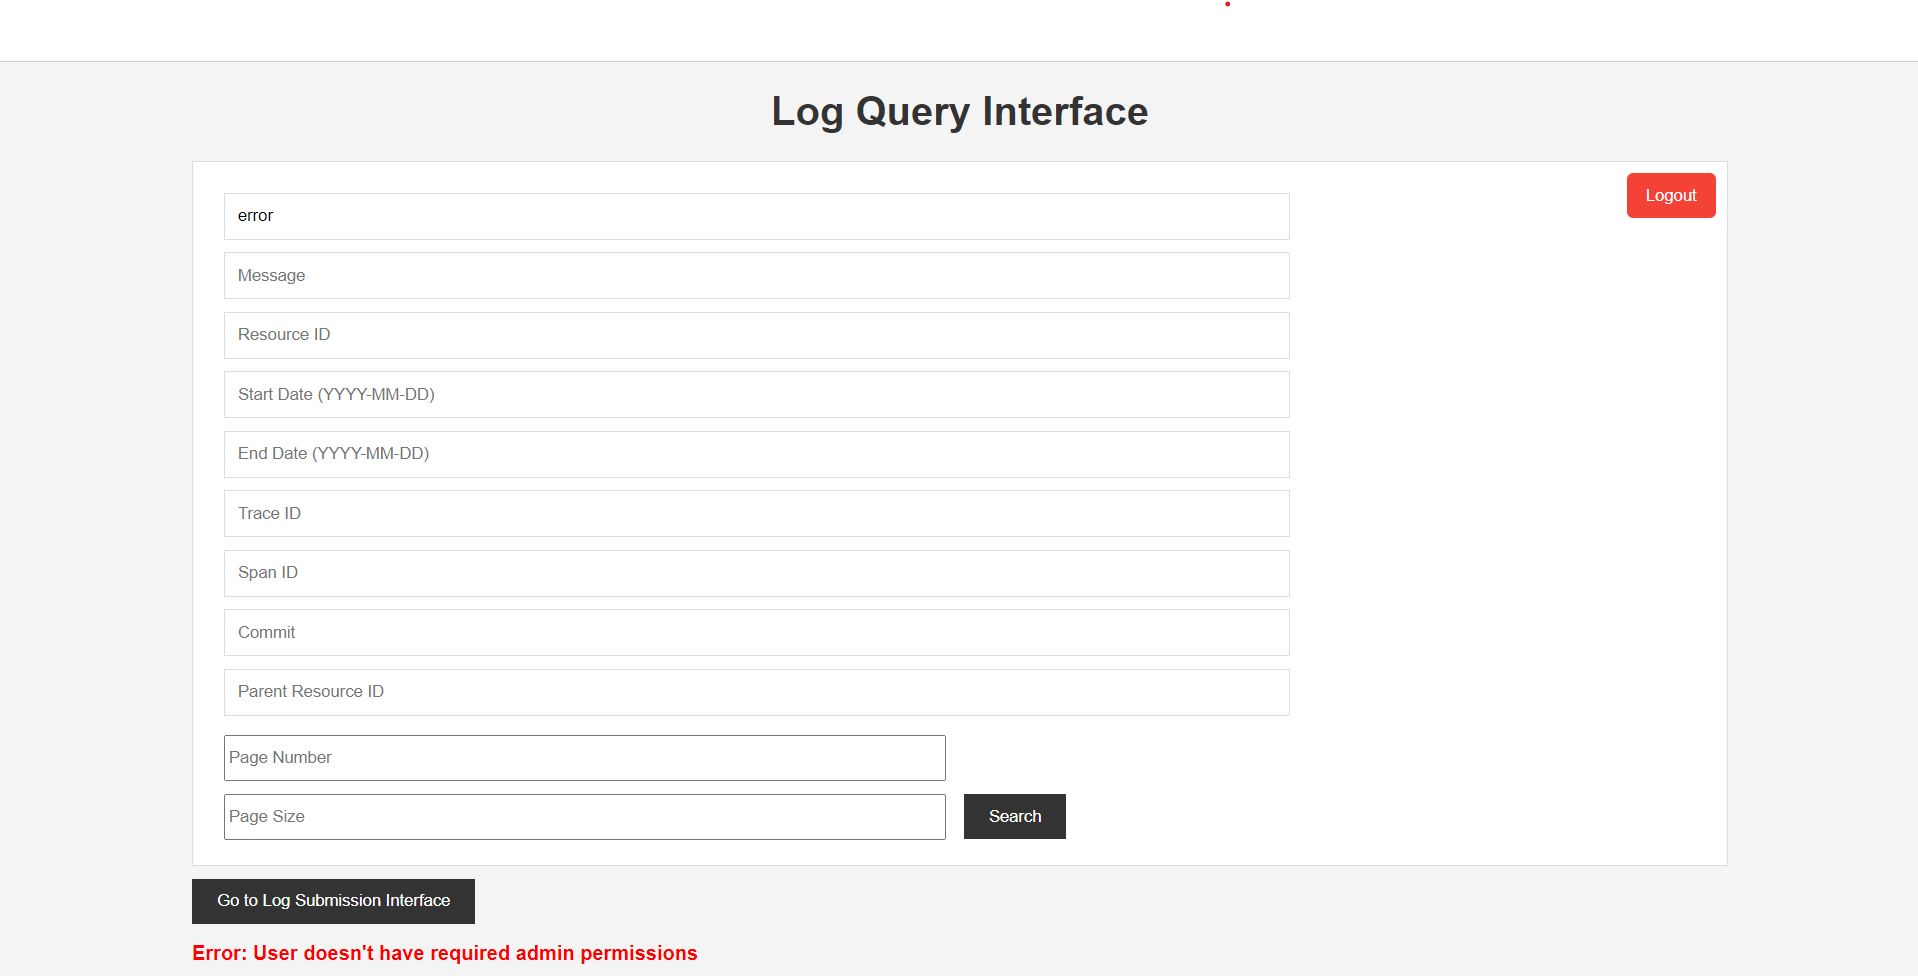 Log Query Interface
Logout
error
Message
Resource ID
Start Date (YYYY-MM-DD)
End Date (YYYY-MM-DD)
Trace ID
Span ID
Commit
Parent Resource ID
Page Number
Page Size
Search
Go to Log Submission Interface
Error: User doesn't have required admin permissions